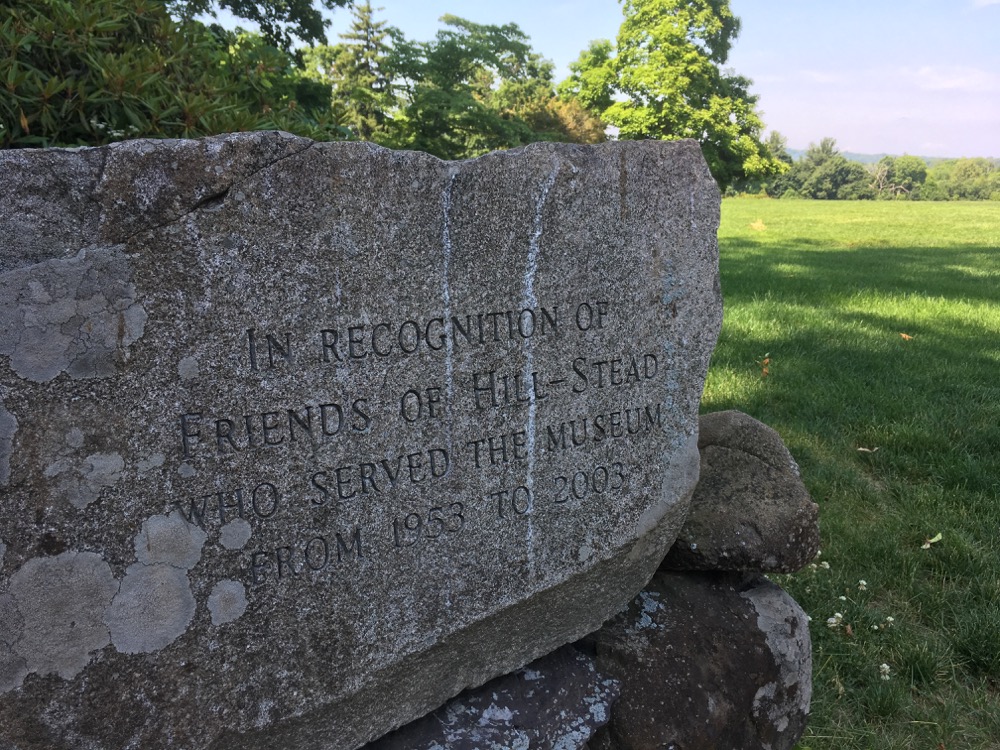 In recognition of
Friends of Hill-Stead
who served the museum
from 1953 to 2003